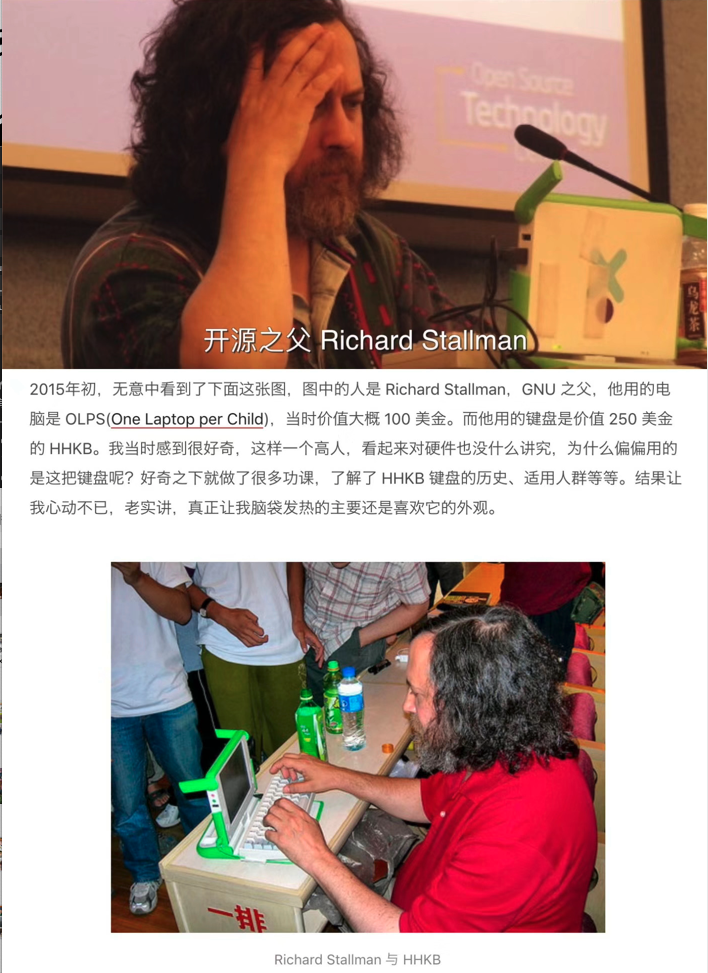 Open Source
Technology
乌龙茶
开源之父 Richard Stallman
2015年初，无意中看到了下面这张图，图中的人是 Richard Stallman，GNU 之父，他用的电
脑是 OLPS(One Laptop per Child)，当时价值大概 100 美金。而他用的键盘是价值 250 美金
的 HHKB。我当时感到很好奇，这样一个高人，看起来对硬件也没什么讲究，为什么偏偏用的
是这把键盘呢？好奇之下就做了很多功课，了解了 HHKB 键盘的历史、适用人群等等。结果让
我心动不已，老实讲，真正让我脑袋发热的主要还是喜欢它的外观。
一排
Richard Stallman 与 HHKB